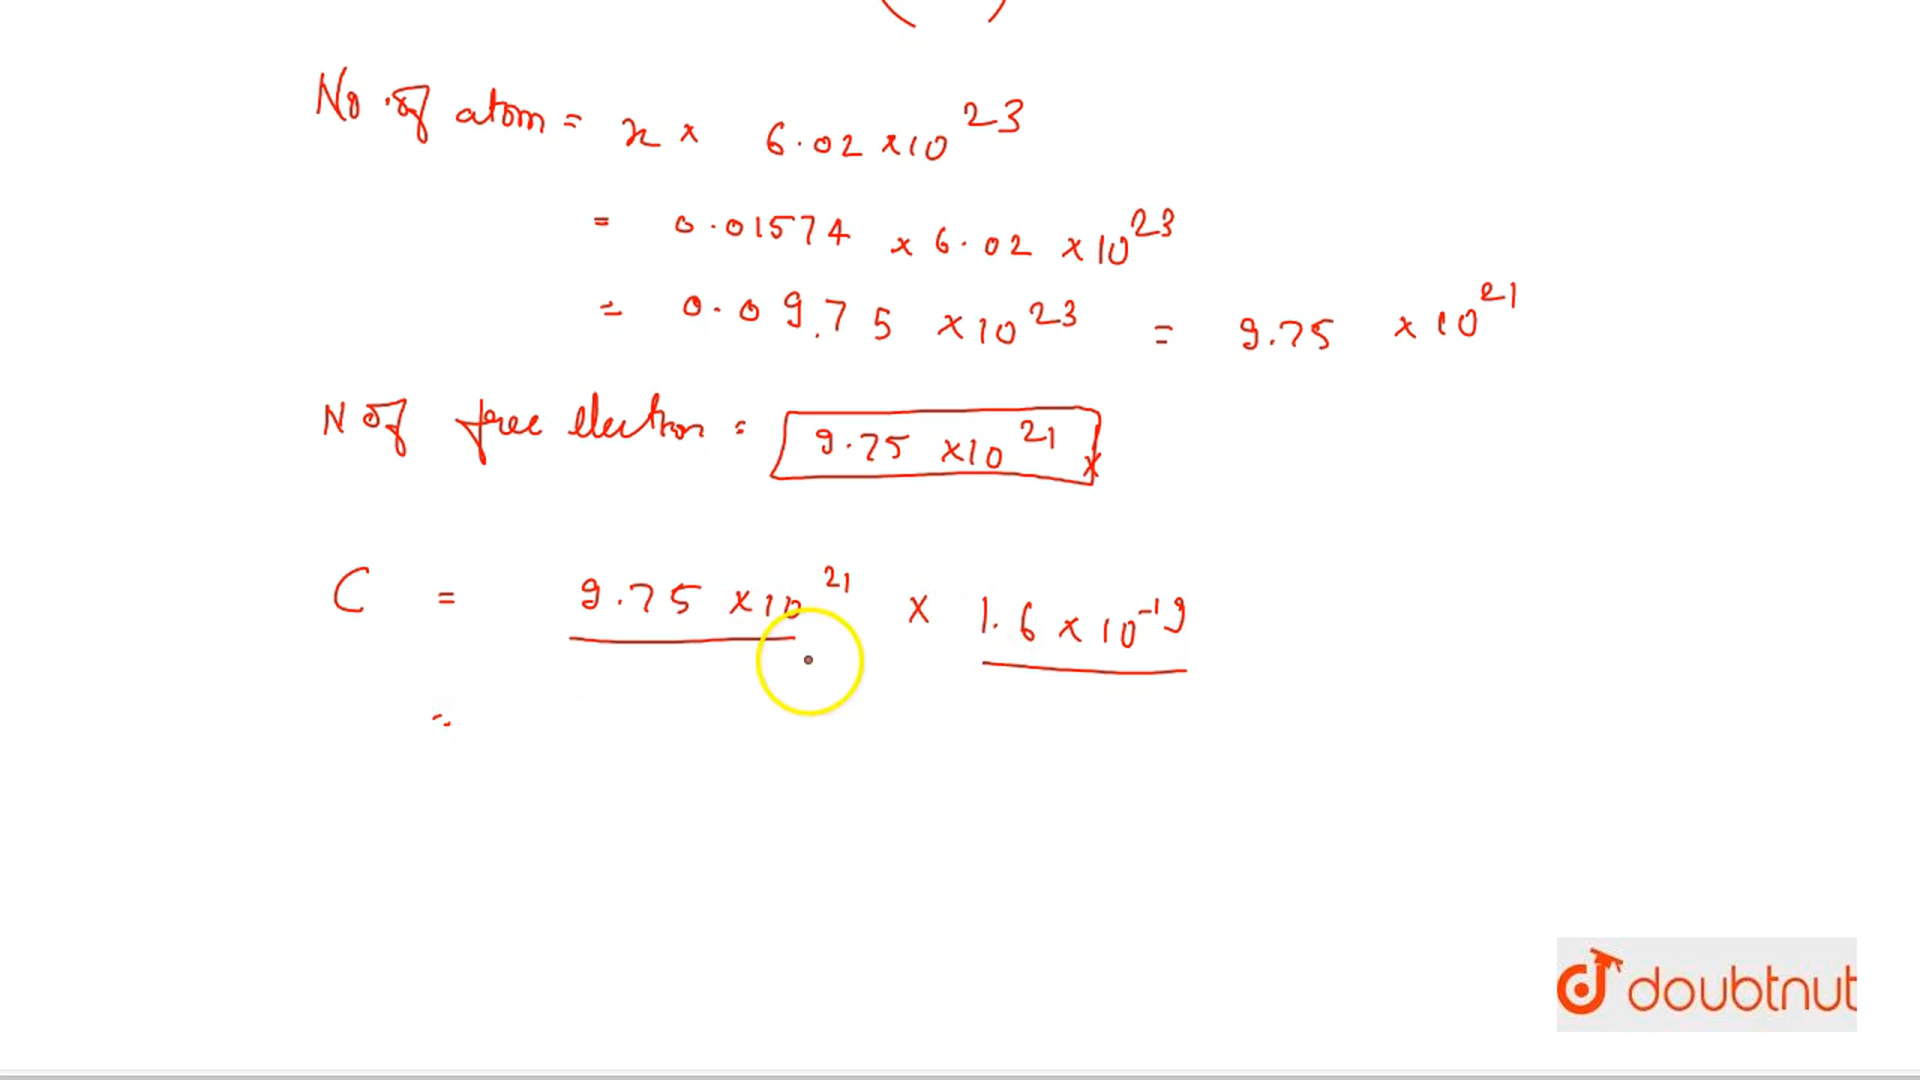 No. of atom = x × 6.02 × 10^23
= 0.01574 × 6.02 × 10^23
= 0.0975 × 10^23 = 9.75 × 10^21
N of free electron = 9.75 × 10^21 ×
C = 9.75 × 10^21 × 1.6 × 10^-19
=
doubtnut